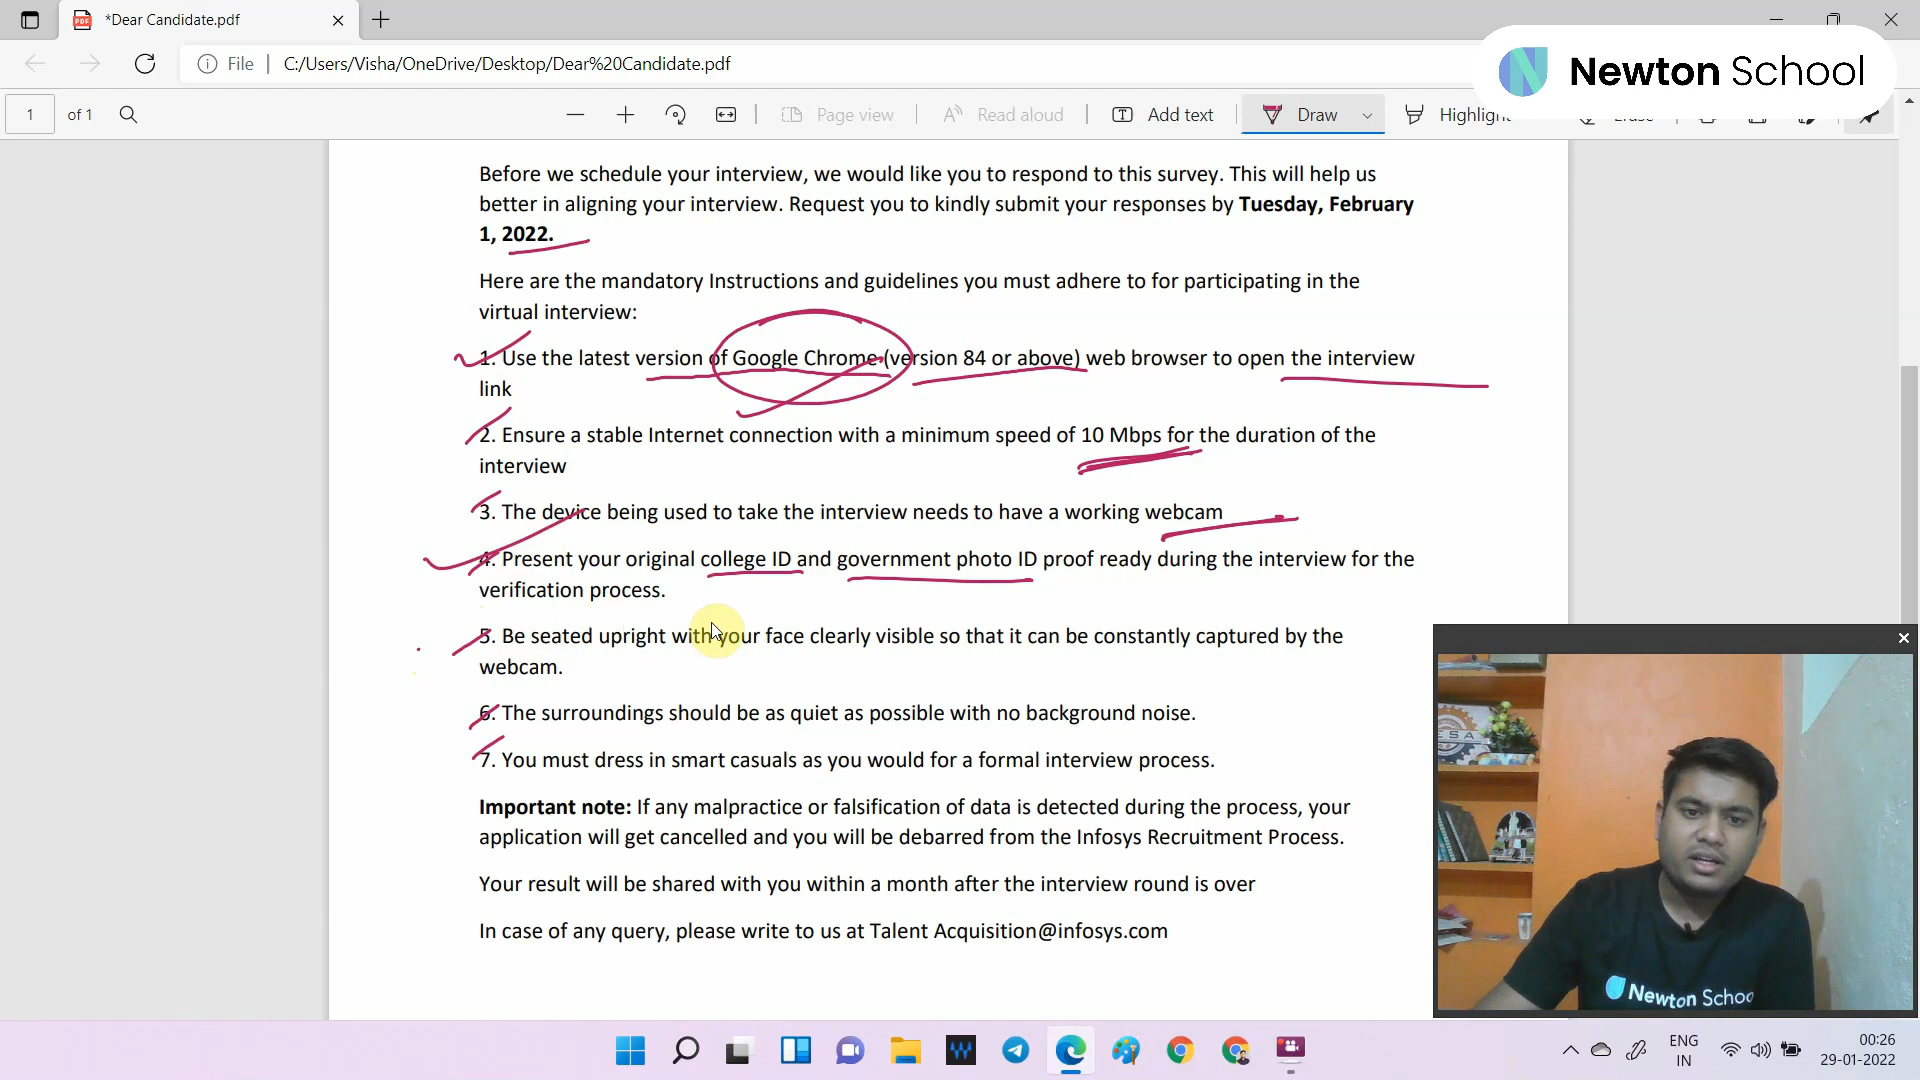 *Dear Candidate.pdf
File
C:/Users/Visha/OneDrive/Desktop/Dear%20Candidate.pdf
Newton School
1 of 1
Page view
Read aloud
Add text
Draw
Before we schedule your interview, we would like you to respond to this survey. This will help us
better in aligning your interview. Request you to kindly submit your responses by Tuesday, February
1, 2022.
Here are the mandatory Instructions and guidelines you must adhere to for participating in the
virtual interview:
1. Use the latest version of Google Chrome (version 84 or above) web browser to open the interview
link
2. Ensure a stable Internet connection with a minimum speed of 10 Mbps for the duration of the
interview
3. The device being used to take the interview needs to have a working webcam
4. Present your original college ID and government photo ID proof ready during the interview for the
verification process.
5. Be seated upright with your face clearly visible so that it can be constantly captured by the
webcam.
6. The surroundings should be as quiet as possible with no background noise.
7. You must dress in smart casuals as you would for a formal interview process.
Important note: If any malpractice or falsification of data is detected during the process, your
application will get cancelled and you will be debarred from the Infosys Recruitment Process.
Your result will be shared with you within a month after the interview round is over
In case of any query, please write to us at Talent Acquisition@infosys.com
Newton Schoo
ENG
IN
00:26
29-01-2022